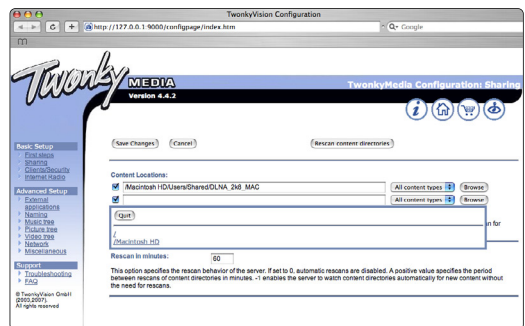 TwonkyVision Configuration
http://127.0.0.1:9000/configpage/index.htm
Q- Google
Twonky
MEDIA
Version 4.4.2
TwonkyMedia Configuration: Sharing
Save Changes Cancel Rescan content directories
Basic Setup
First steps
Sharing
Clients/Security
Internet Radio
Advanced Setup
External
applications
Naming
Music tree
Picture tree
Video tree
Network
Miscellaneous
Support
Troubleshooting
FAQ
© TwonkyVision GmbH
(2003,2007).
All rights reserved
Content Locations:
/Macintosh HD/Users/Shared/DLNA_2k8_MAC All content types Browse
All content types Browse
Quit
/
/Macintosh HD
n for
Rescan in minutes: 60
This option specifies the rescan behavior of the server. If set to 0, automatic rescans are disabled. A positive value specifies the period
between rescans of content directories in minutes. -1 enables the server to watch content directories automatically for new content without
the need for rescans.